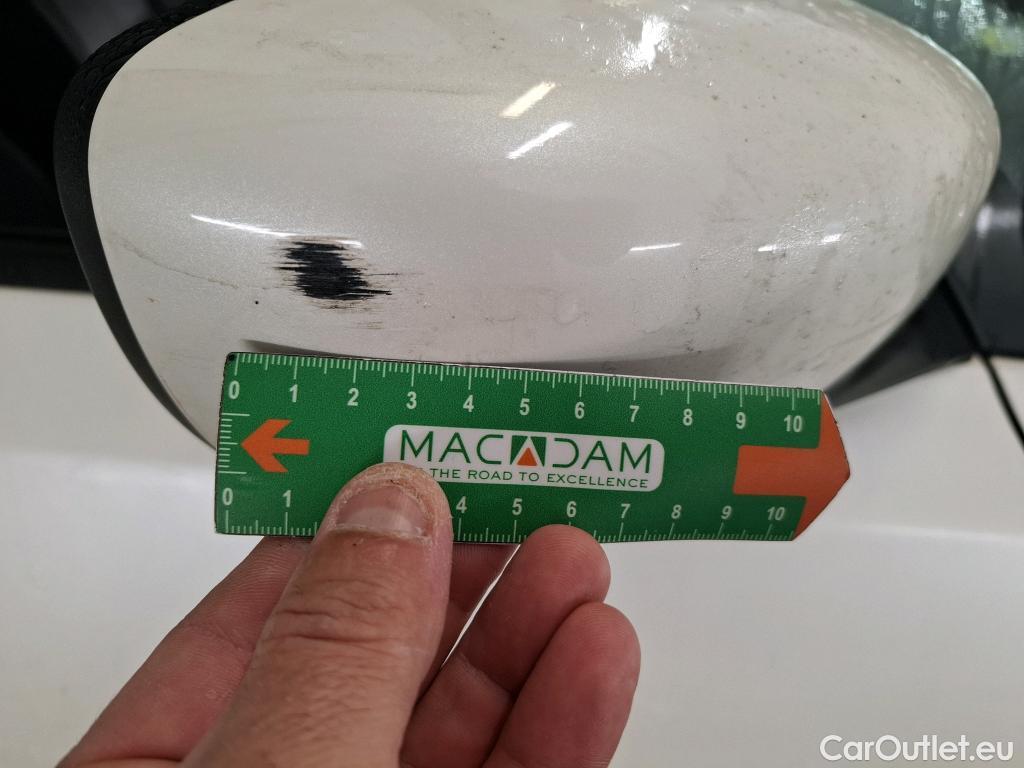 0 1 2 3 4 5 6 7 8 9 10
MACADAM
THE ROAD TO EXCELLENCE
0 1 4 5 6 7 8 9 10
CarOutlet.eu